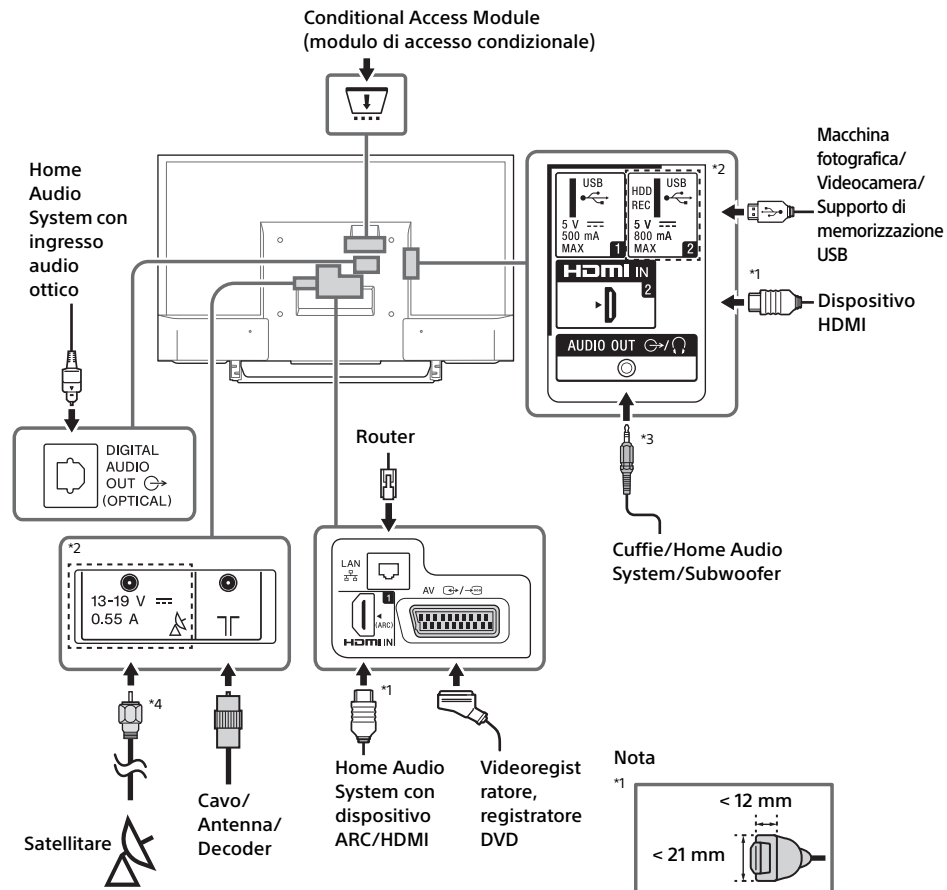 Conditional Access Module
(modulo di accesso condizionale)
Home
Audio
System con
ingresso
audio
ottico
*2
USB
5 V
500 mA
MAX
1
HDD
REC
USB
5 V
800 mA
MAX
2
HDMI IN
2
AUDIO OUT
Macchina
fotografica/
Videocamera/
Supporto di
memorizzazione
USB
*1
Dispositivo
HDMI
*3
Cuffie/Home Audio
System/Subwoofer
DIGITAL
AUDIO
OUT
(OPTICAL)
Router
*2
13-19 V
0.55 A
LAN
1
(ARC)
HDMI IN
AV
*4
Satellitare
Cavo/
Antenna/
Decoder
*1
Home Audio
System con
dispositivo
ARC/HDMI
Videoregist
ratore,
registratore
DVD
Nota
*1
< 12 mm
< 21 mm